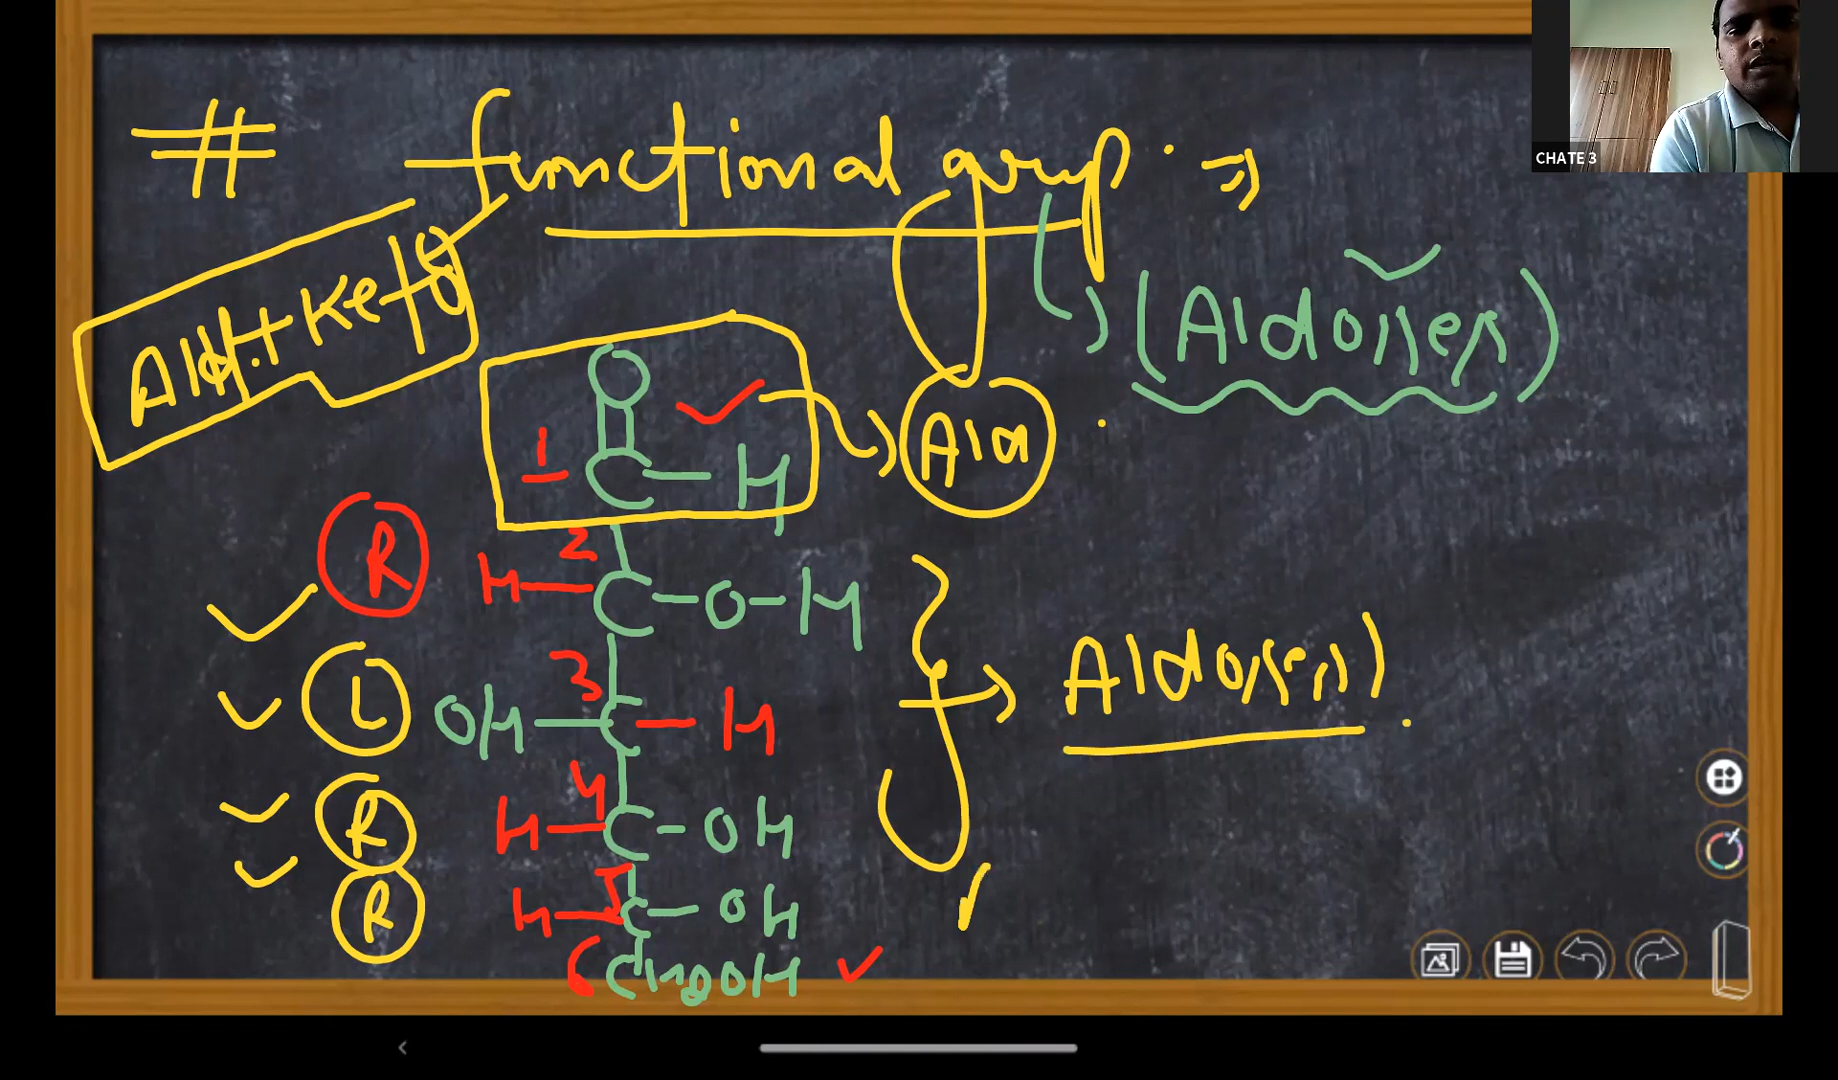 CHATE 3
# functional group. ⇒
Ald. + Keto
(Aldoses)
O
1 C - H
Ald
R
2
H - C - O - H
L
3
OH - C - H
Aldoses)
R
4
H - C - OH
R
5
H - C - OH
6 CH2OH